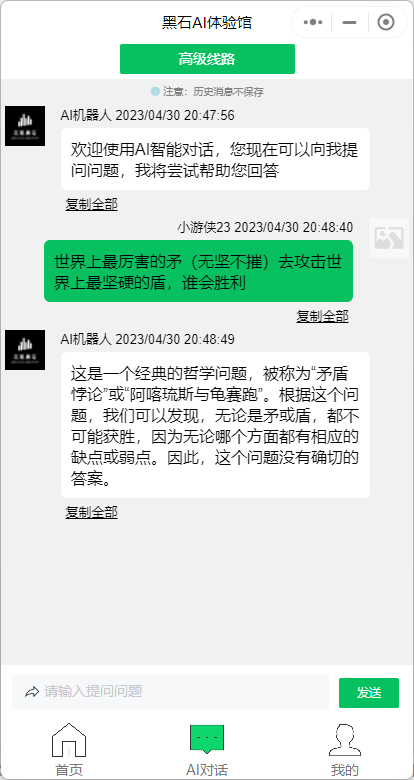 黑石AI体验馆
高级线路
注意：历史消息不保存
AI机器人 2023/04/30 20:47:56
欢迎使用AI智能对话，您现在可以向我提
问问题，我将尝试帮助您回答
复制全部
小游侠23 2023/04/30 20:48:40
世界上最厉害的矛（无坚不摧）去攻击世
界上最坚硬的盾，谁会胜利
复制全部
AI机器人 2023/04/30 20:48:49
这是一个经典的哲学问题，被称为“矛盾
悖论”或“阿喀琉斯与龟赛跑”。根据这个问
题，我们可以发现，无论是矛或盾，都不
可能获胜，因为无论哪个方面都有相应的
缺点或弱点。因此，这个问题没有确切的
答案。
复制全部
请输入提问问题
发送
首页
AI对话
我的